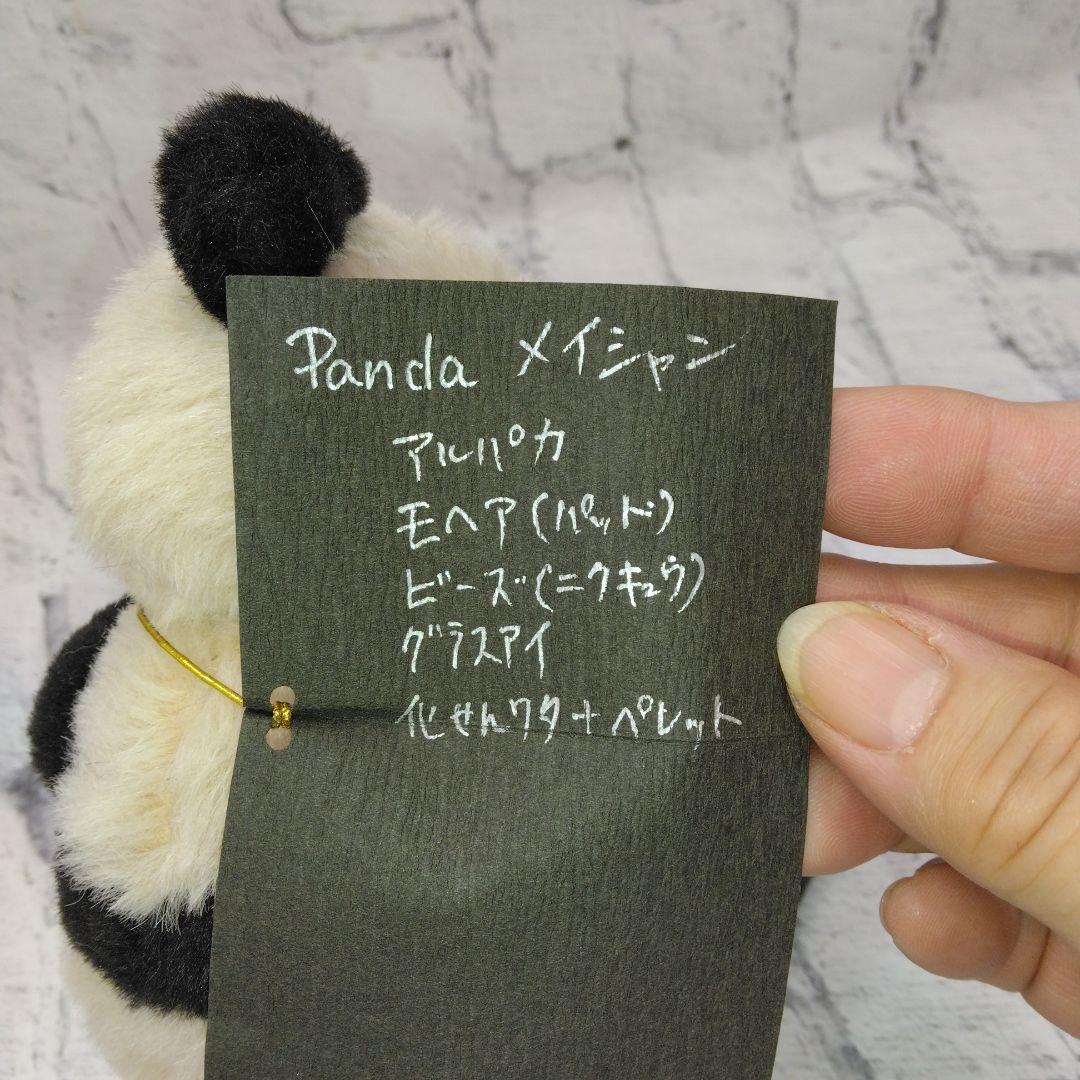 Panda メイシャン
アルパカ
モヘア(パッド)
ビーズ(ニクキュウ)
グラスアイ
化せんワタ+ペレット